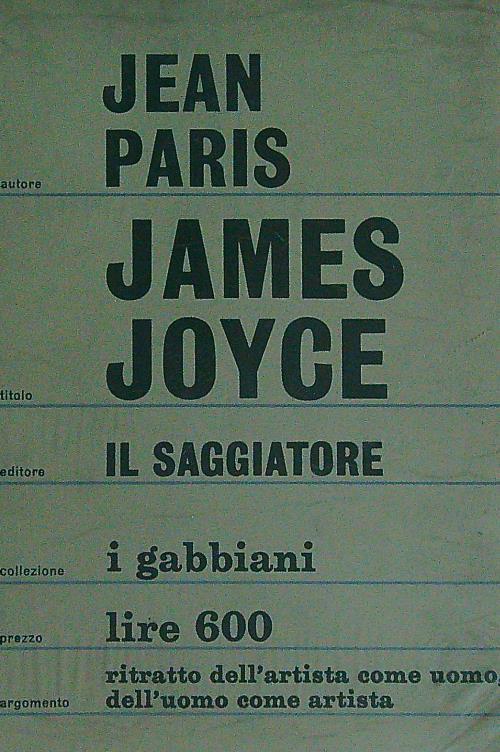 JEAN
autore PARIS
JAMES
titolo JOYCE
editore IL SAGGIATORE
collezione i gabbiani
prezzo lire 600
ritratto dell'artista come uomo,
argomento dell'uomo come artista